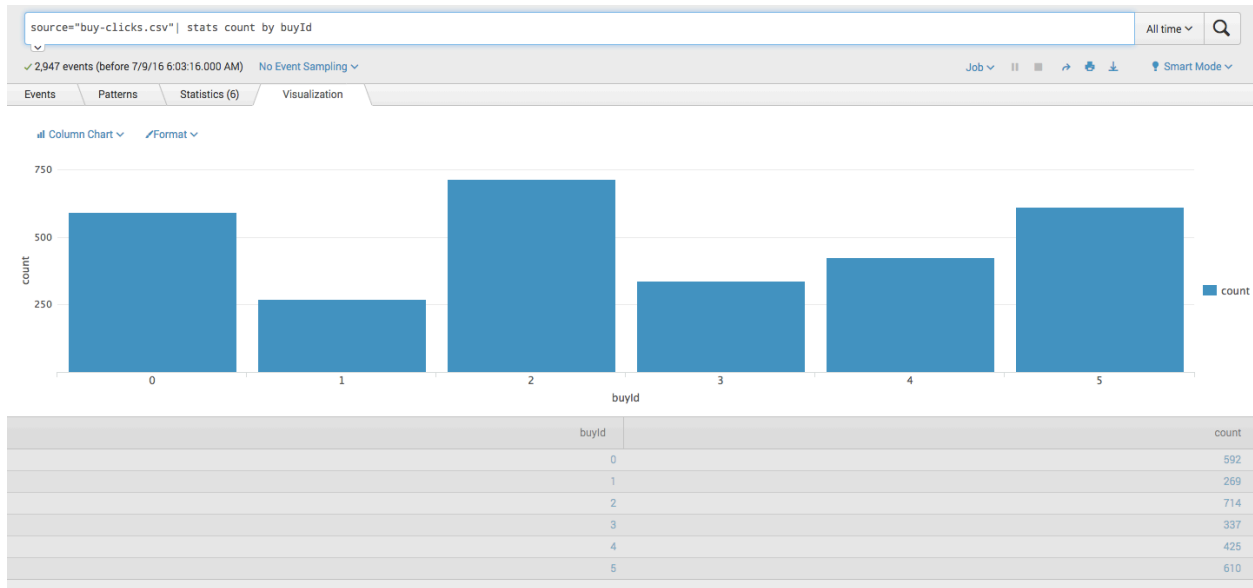 source="buy-clicks.csv"| stats count by buyId
All time
2,947 events (before 7/9/16 6:03:16.000 AM) No Event Sampling
Job
Smart Mode
Events Patterns Statistics (6) Visualization
Column Chart Format
750
500
250
count
count
0 1 2 3 4 5
buyId
buyId count
0 592
1 269
2 714
3 337
4 425
5 610